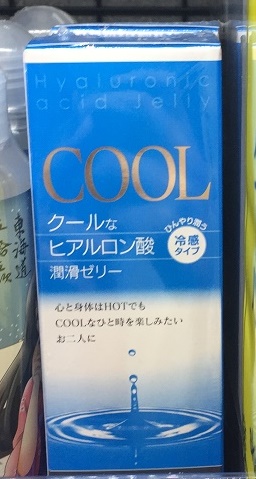 Hyaluronic
acid Jelly
COOL
クールな
ヒアルロン酸
潤滑ゼリー
ひんやり潤う
冷感
タイプ
心と身体はHOTでも
COOLなひと時を楽しみたい
お二人に
東海道